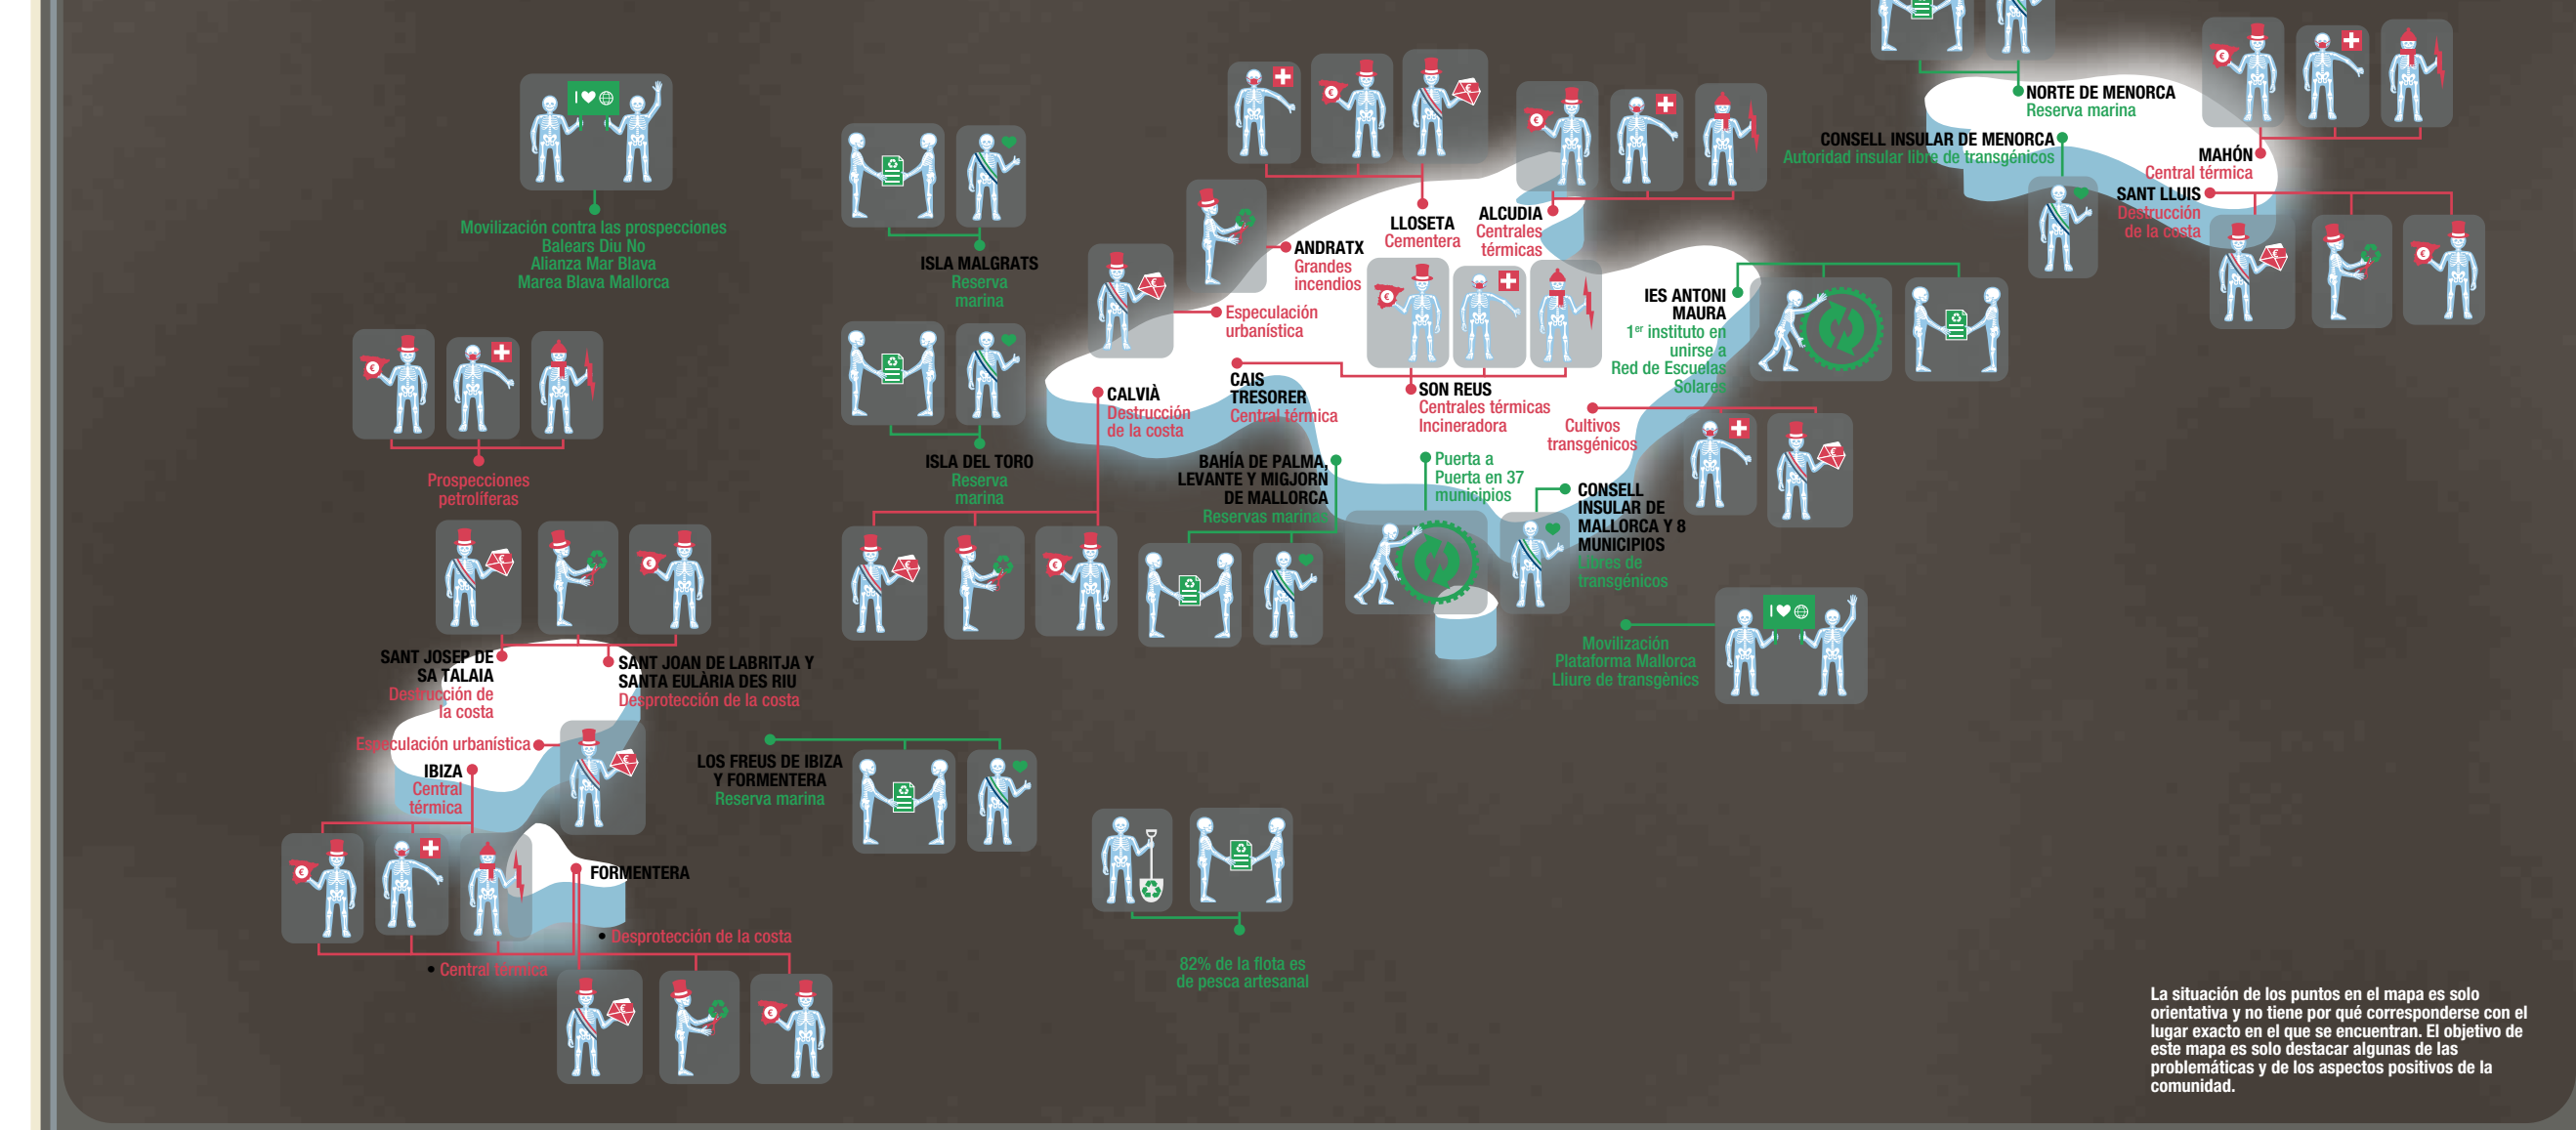 I ♥
Movilización contra las prospecciones
Balears Diu No
Alianza Mar Blava
Marea Blava Mallorca
€
Prospecciones
petrolíferas
ISLA MALGRATS
Reserva
marina
ISLA DEL TORO
Reserva
marina
ANDRATX
Grandes
incendios
Especulación
urbanística
LLOSETA
Cementera
ALCUDIA
Centrales
térmicas
CALVIÀ
Destrucción
de la costa
CAIS
TRESORER
Central térmica
SON REUS
Centrales térmicas
Incineradora
IES ANTONI
MAURA
1er instituto en
unirse a
Red de Escuelas
Solares
Cultivos
transgénicos
BAHÍA DE PALMA,
LEVANTE Y MIGJORN
DE MALLORCA
Reservas marinas
Puerta a
Puerta en 37
municipios
CONSELL
INSULAR DE
MALLORCA Y 8
MUNICIPIOS
Libres de
transgénicos
Movilización
Plataforma Mallorca
Lliure de transgènics
I ♥
NORTE DE MENORCA
Reserva marina
CONSELL INSULAR DE MENORCA
Autoridad insular libre de transgénicos
MAHÓN
Central térmica
SANT LLUIS
Destrucción
de la costa
SANT JOSEP DE
SA TALAIA
Destrucción de
la costa
SANT JOAN DE LABRITJA Y
SANTA EULÀRIA DES RIU
Desprotección de la costa
Especulación urbanística
IBIZA
Central
térmica
LOS FREUS DE IBIZA
Y FORMENTERA
Reserva marina
FORMENTERA
• Desprotección de la costa
• Central térmica
82% de la flota es
de pesca artesanal
La situación de los puntos en el mapa es solo
orientativa y no tiene por qué corresponderse con el
lugar exacto en el que se encuentran. El objetivo de
este mapa es solo destacar algunas de las
problemáticas y de los aspectos positivos de la
comunidad.